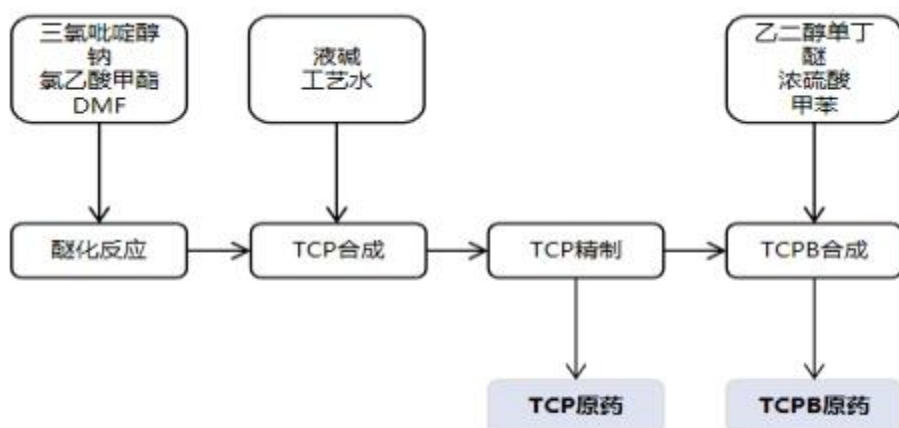 三氯吡啶醇
钠
氯乙酸甲酯
DMF
液碱
工艺水
乙二醇单丁
醚
浓硫酸
甲苯
醚化反应
TCP合成
TCP精制
TCPB合成
TCP原药
TCPB原药